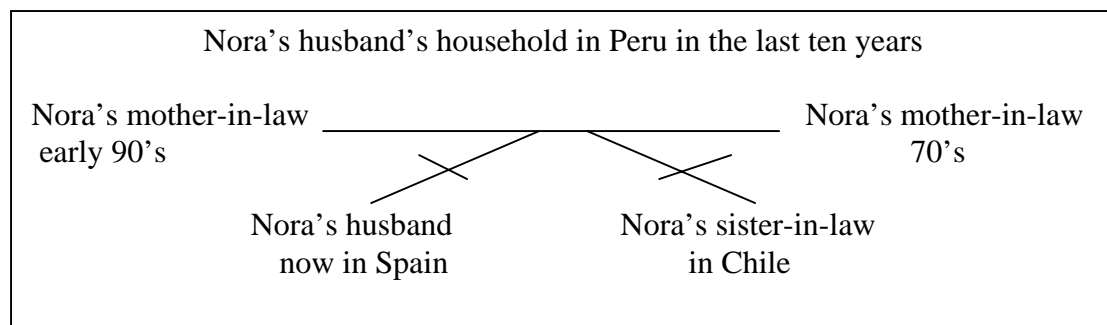 Nora’s husband’s household in Peru in the last ten years
Nora’s mother-in-law
early 90’s
Nora’s mother-in-law
70’s
Nora’s husband
now in Spain
Nora’s sister-in-law
in Chile